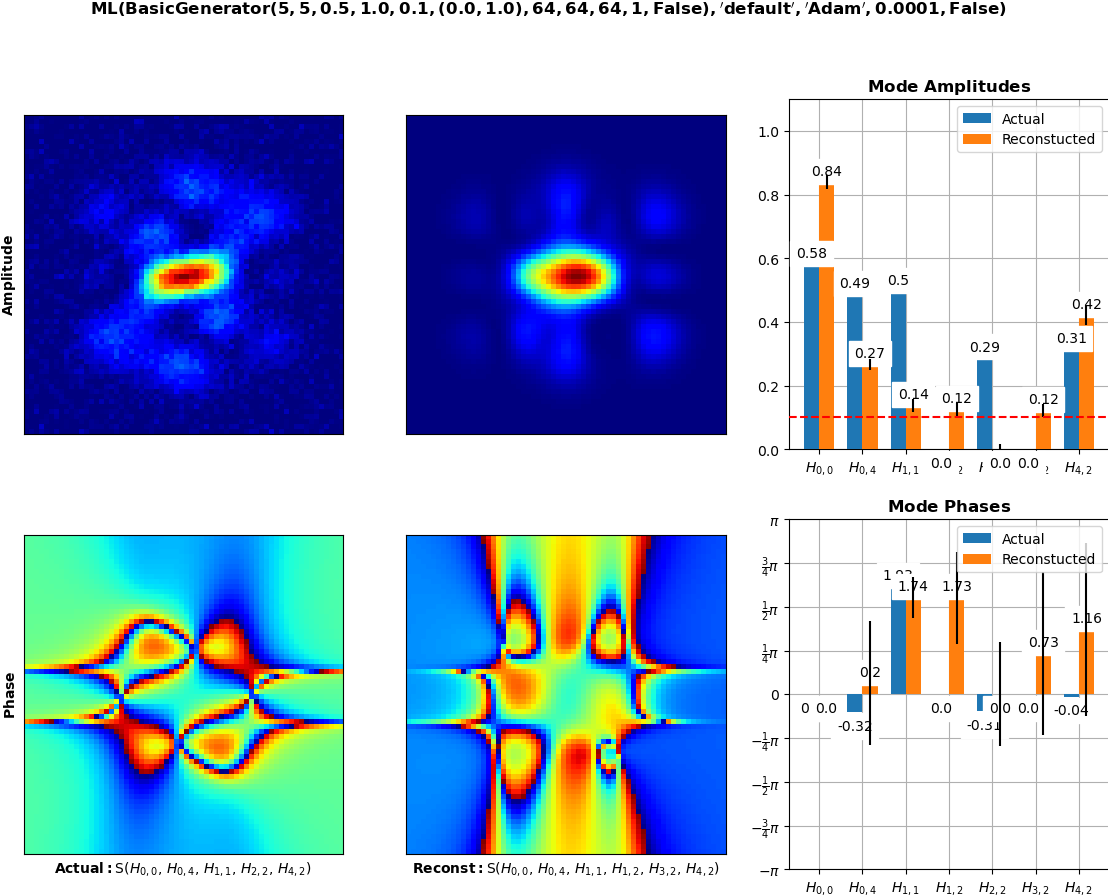 ML(BasicGenerator(5, 5, 0.5, 1.0, 0.1, (0.0, 1.0), 64, 64, 64, 1, False), 'default', 'Adam', 0.0001, False)
Mode Amplitudes
Actual
Reconstucted
1.0
0.8
0.6
0.4
0.2
0.0
0.84
0.58
0.49
0.5
0.27
0.14
0.12
0.29
0.12
0.31
0.42
0.0
0.0
0.0
H0,0
H0,4
H1,1
H4,2
Amplitude
Mode Phases
Actual
Reconstucted
π
3/4π
1/2π
1/4π
0
−1/4π
−1/2π
−3/4π
−π
0
0.0
-0.32
0.2
1.74
0.0
1.73
-0.31
0.0
0.73
-0.04
1.16
H0,0
H0,4
H1,1
H1,2
H2,2
H3,2
H4,2
Phase
Actual: S(H0,0, H0,4, H1,1, H2,2, H4,2)
Reconst: S(H0,0, H0,4, H1,1, H1,2, H3,2, H4,2)